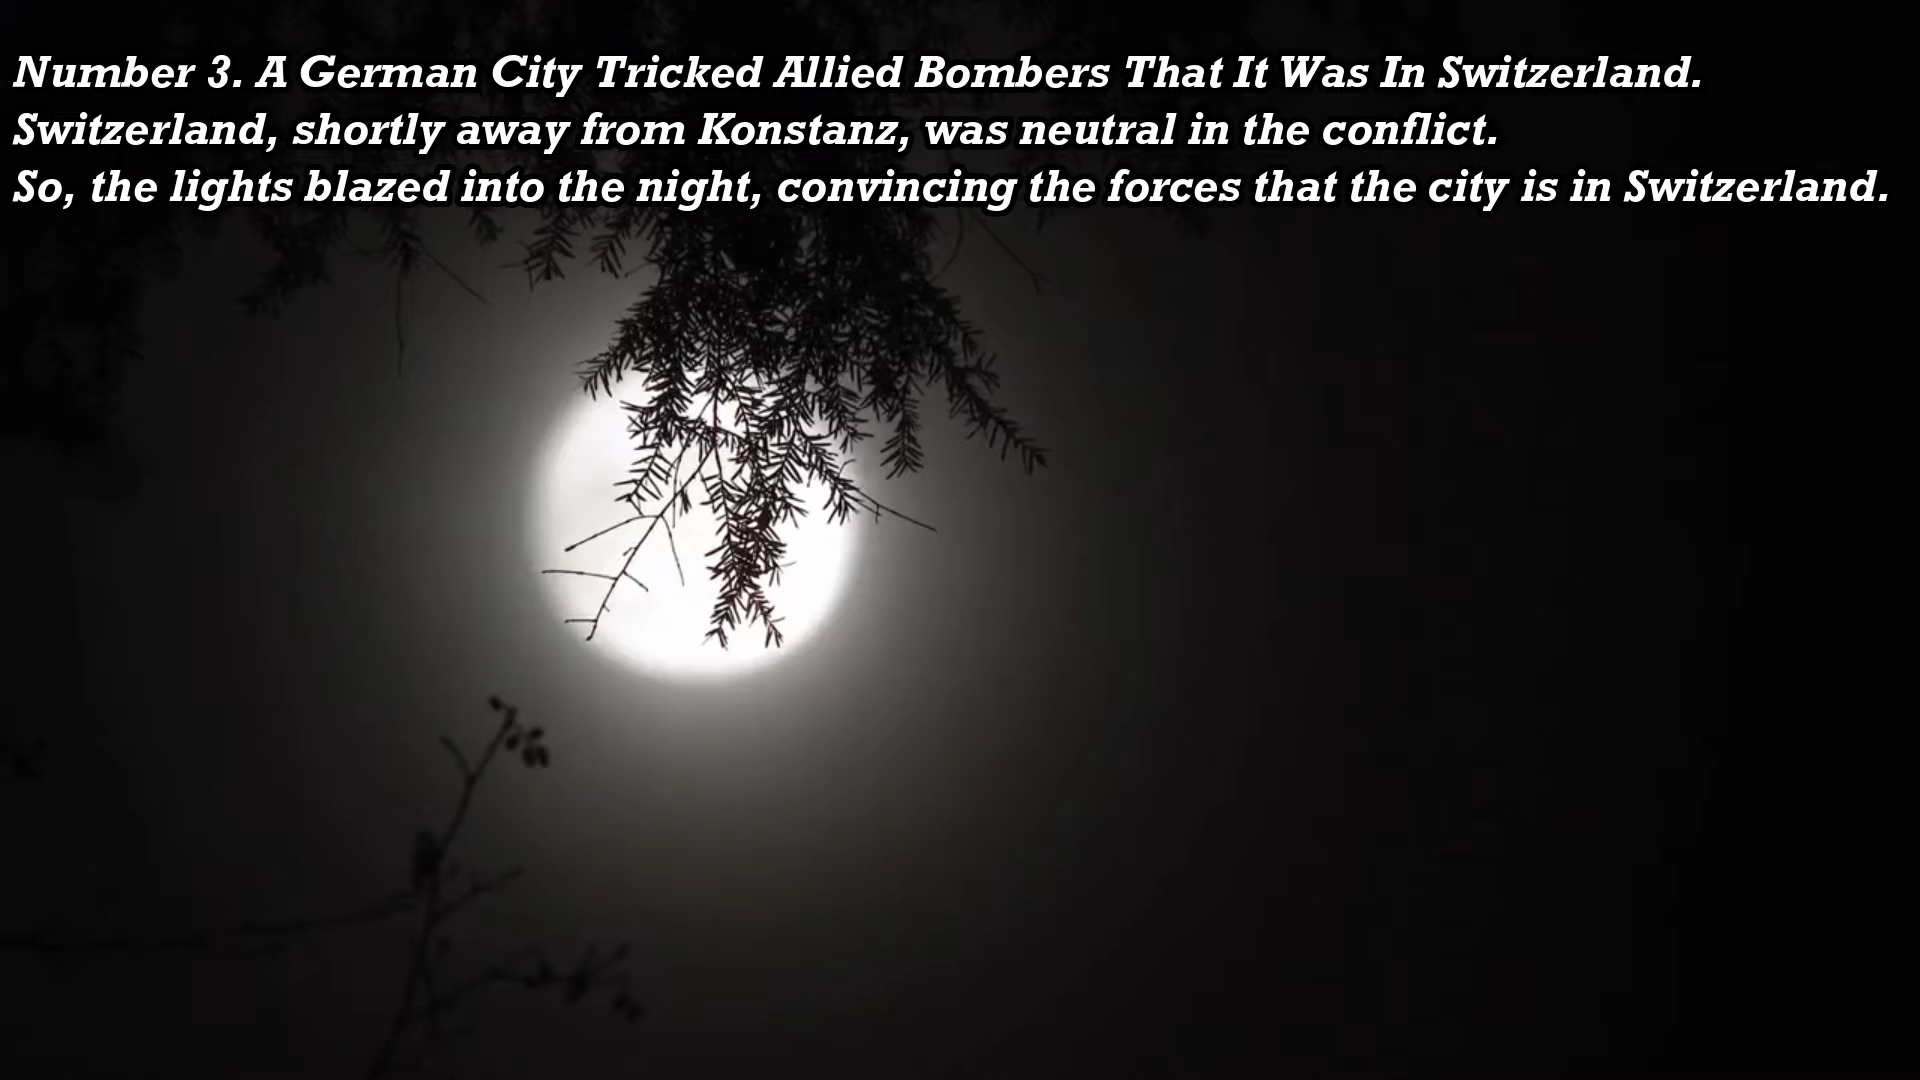 Number 3. A German City Tricked Allied Bombers That It Was In Switzerland.
Switzerland, shortly away from Konstanz, was neutral in the conflict.
So, the lights blazed into the night, convincing the forces that the city is in Switzerland.